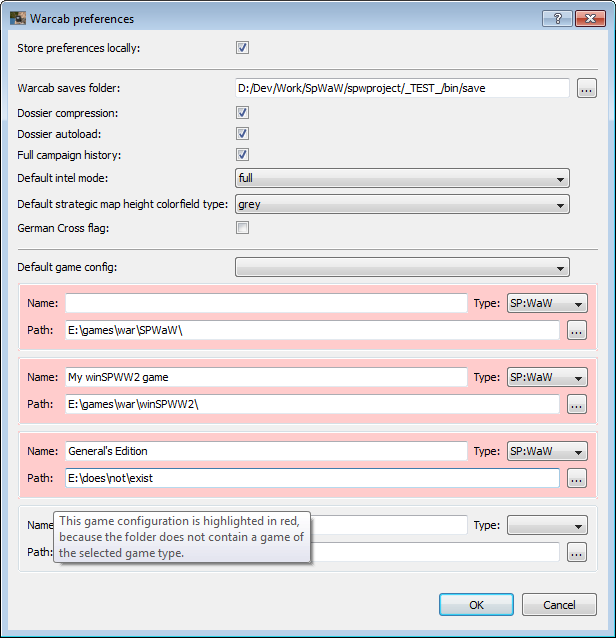 Warcab preferences
Store preferences locally:
Warcab saves folder: D:/Dev/Work/SpWaW/spwproject/_TEST_/bin/save ...
Dossier compression:
Dossier autoload:
Full campaign history:
Default intel mode: full
Default strategic map height colorfield type: grey
German Cross flag:
Default game config:
Name: Type: SP:WaW
Path: E:\games\war\SPWaW\ ...
Name: My winSPWW2 game Type: SP:WaW
Path: E:\games\war\winSPWW2\ ...
Name: General's Edition Type: SP:WaW
Path: E:\does\not\exist ...
Name Type:
Path: ...
This game configuration is highlighted in red,
because the folder does not contain a game of
the selected game type.
OK Cancel